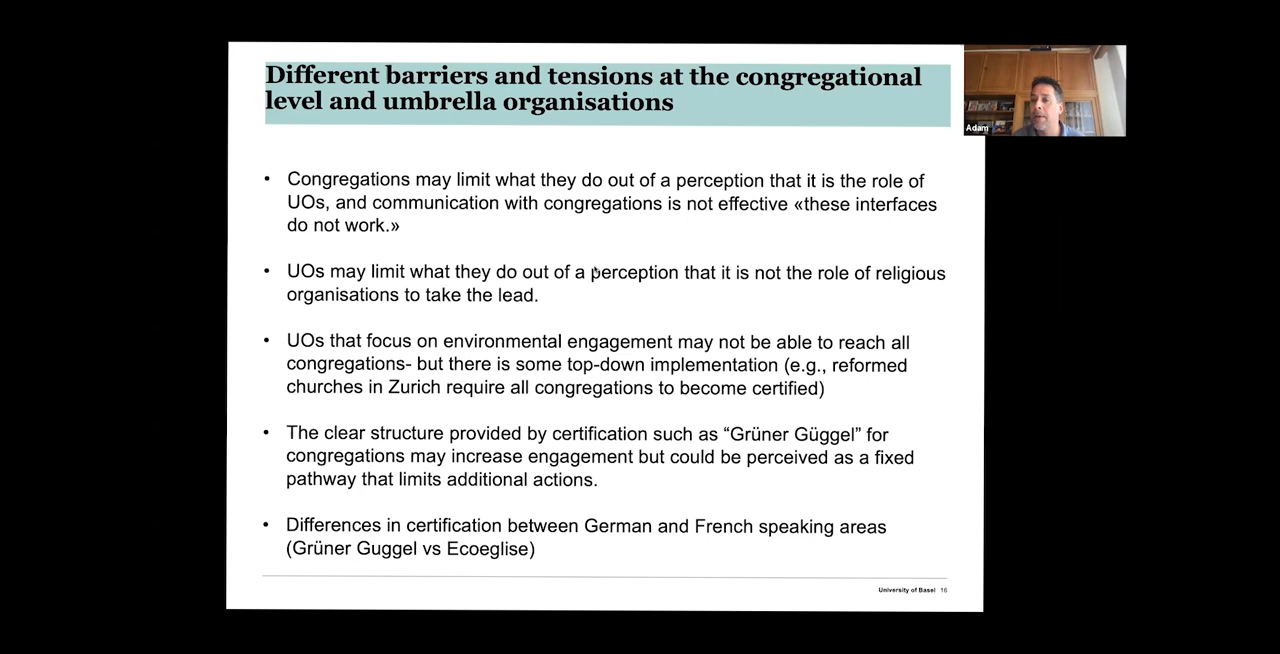 Different barriers and tensions at the congregational
level and umbrella organisations
Adam
• Congregations may limit what they do out of a perception that it is the role of
UOs, and communication with congregations is not effective «these interfaces
do not work.»
• UOs may limit what they do out of a perception that it is not the role of religious
organisations to take the lead.
• UOs that focus on environmental engagement may not be able to reach all
congregations- but there is some top-down implementation (e.g., reformed
churches in Zurich require all congregations to become certified)
• The clear structure provided by certification such as “Grüner Güggel” for
congregations may increase engagement but could be perceived as a fixed
pathway that limits additional actions.
• Differences in certification between German and French speaking areas
(Grüner Guggel vs Ecoeglise)
University of Basel 16